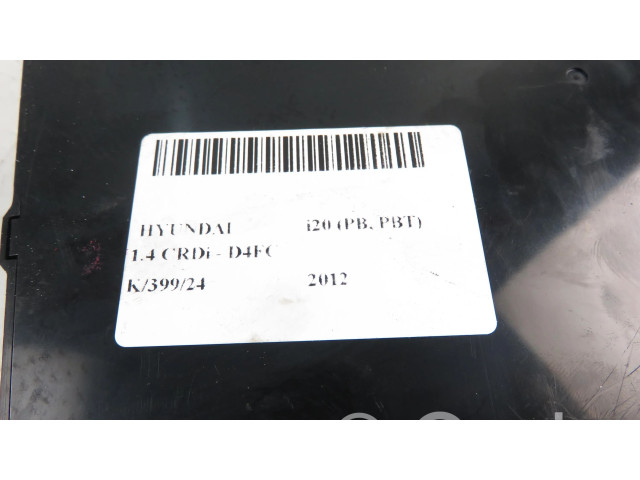 HYUNDAI i20 (PB, PBT)
1.4 CRDi - D4FC
K/399/24 2012